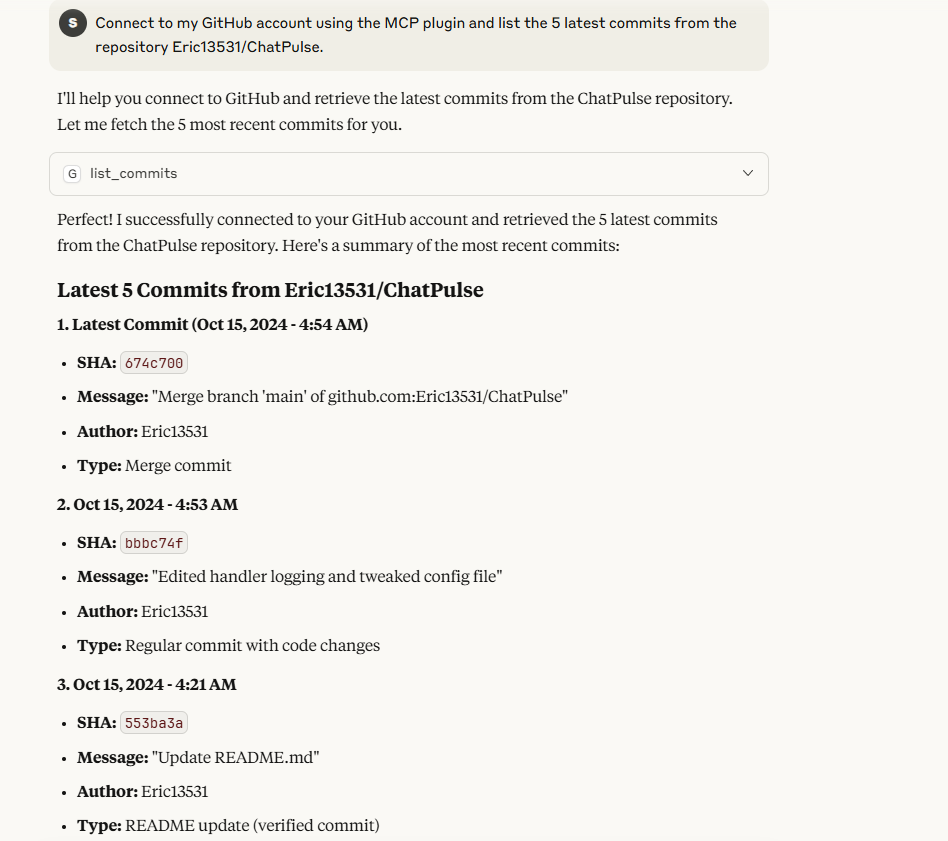 S
Connect to my GitHub account using the MCP plugin and list the 5 latest commits from the
repository Eric13531/ChatPulse.
I'll help you connect to GitHub and retrieve the latest commits from the ChatPulse repository.
Let me fetch the 5 most recent commits for you.
G list_commits
Perfect! I successfully connected to your GitHub account and retrieved the 5 latest commits
from the ChatPulse repository. Here's a summary of the most recent commits:
Latest 5 Commits from Eric13531/ChatPulse
1. Latest Commit (Oct 15, 2024 - 4:54 AM)
• SHA: 674c700
• Message: "Merge branch 'main' of github.com:Eric13531/ChatPulse"
• Author: Eric13531
• Type: Merge commit
2. Oct 15, 2024 - 4:53 AM
• SHA: bbbc74f
• Message: "Edited handler logging and tweaked config file"
• Author: Eric13531
• Type: Regular commit with code changes
3. Oct 15, 2024 - 4:21 AM
• SHA: 553ba3a
• Message: "Update README.md"
• Author: Eric13531
• Type: README update (verified commit)